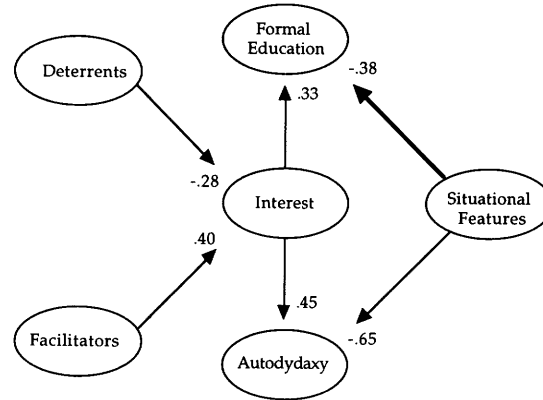 Formal
Education
Deterrents
-.38
.33
-.28
Interest
Situational
Features
.40
.45
Facilitators
Autodydaxy
-.65